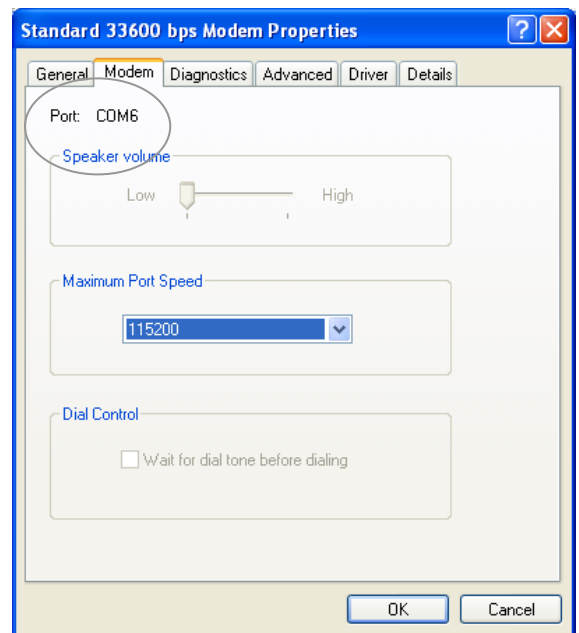 Standard 33600 bps Modem Properties
General Modem Diagnostics Advanced Driver Details
Port: COM6
Speaker volume
Low High
Maximum Port Speed
115200
Dial Control
Wait for dial tone before dialing
OK Cancel